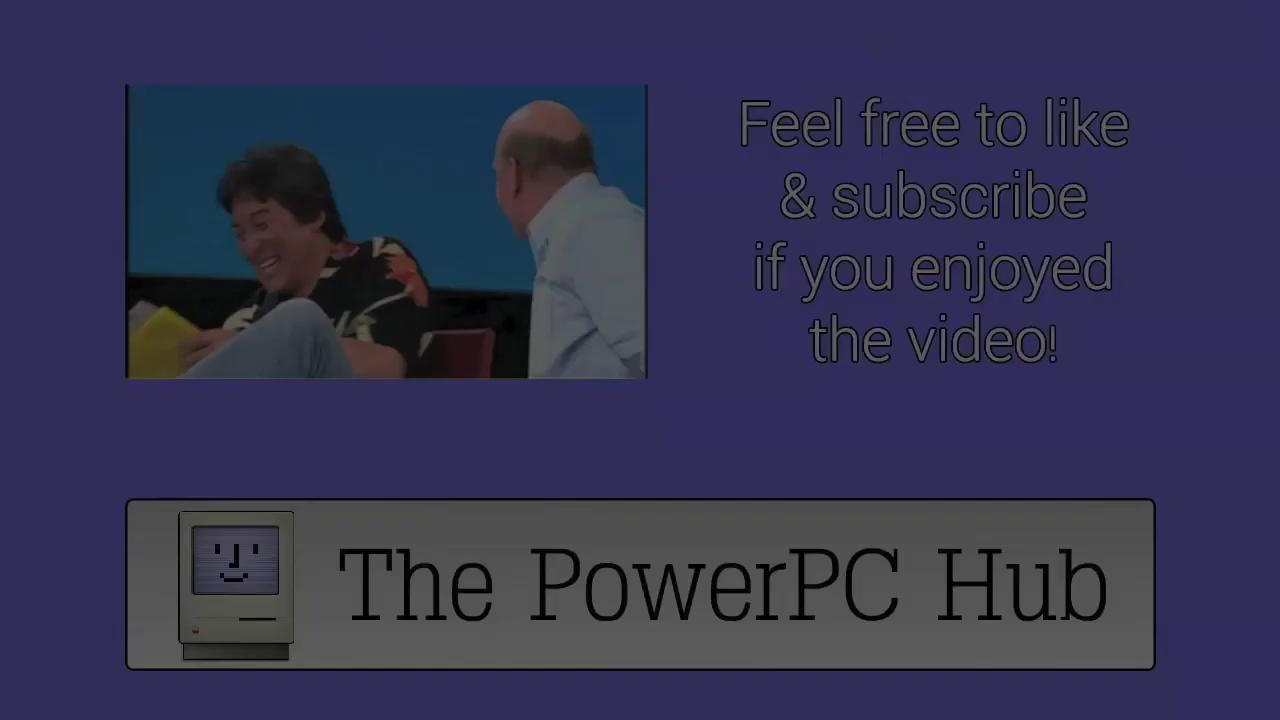 Feel free to like
& subscribe
if you enjoyed
the video!
The PowerPC Hub